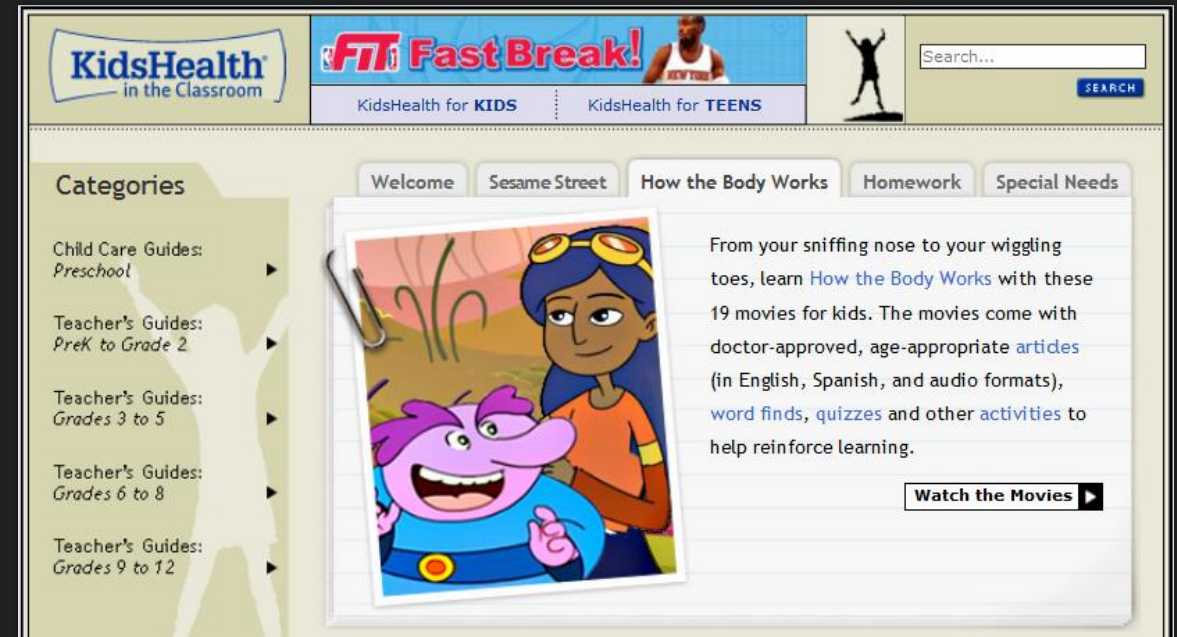 KidsHealth®
in the Classroom
FIT Fast Break!
NEW YORK
KidsHealth for KIDS
KidsHealth for TEENS
Search...
SEARCH
Categories
Child Care Guides:
Preschool
Teacher's Guides:
PreK to Grade 2
Teacher's Guides:
Grades 3 to 5
Teacher's Guides:
Grades 6 to 8
Teacher's Guides:
Grades 9 to 12
Welcome
Sesame Street
How the Body Works
Homework
Special Needs
From your sniffing nose to your wiggling
toes, learn How the Body Works with these
19 movies for kids. The movies come with
doctor-approved, age-appropriate articles
(in English, Spanish, and audio formats),
word finds, quizzes and other activities to
help reinforce learning.
Watch the Movies